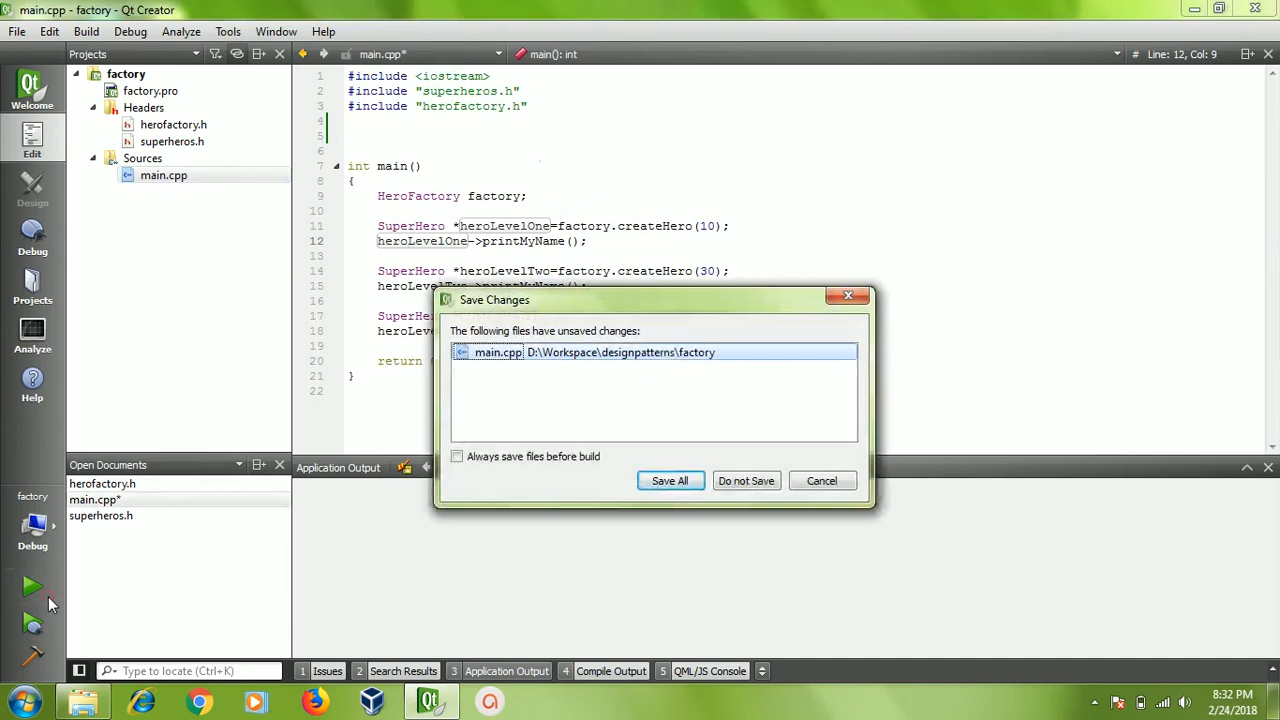 main.cpp - factory - Qt Creator
File Edit Build Debug Analyze Tools Window Help
Projects main.cpp* main(): int # Line: 12, Col: 9
Welcome
Edit
Design
Debug
Projects
Analyze
Help
factory
Debug
factory
factory.pro
Headers
herofactory.h
superheros.h
Sources
main.cpp
1 #include <iostream>
2 #include "superheros.h"
3 #include "herofactory.h"
4
5
6
7 int main()
8 {
9 HeroFactory factory;
10
11 SuperHero *heroLevelOne=factory.createHero(10);
12 heroLevelOne->printMyName();
13
14 SuperHero *heroLevelTwo=factory.createHero(30);
15 heroLevelTwo->printMyName();
16
17 SuperHe
18 heroLe
19
20 return
21 }
22
Save Changes
The following files have unsaved changes:
main.cpp D:\Workspace\designpatterns\factory
Always save files before build
Save All Do not Save Cancel
Open Documents
herofactory.h
main.cpp*
superheros.h
Application Output
Type to locate (Ctrl+K) 1 Issues 2 Search Results 3 Application Output 4 Compile Output 5 QML/JS Console
8:32 PM
2/24/2018